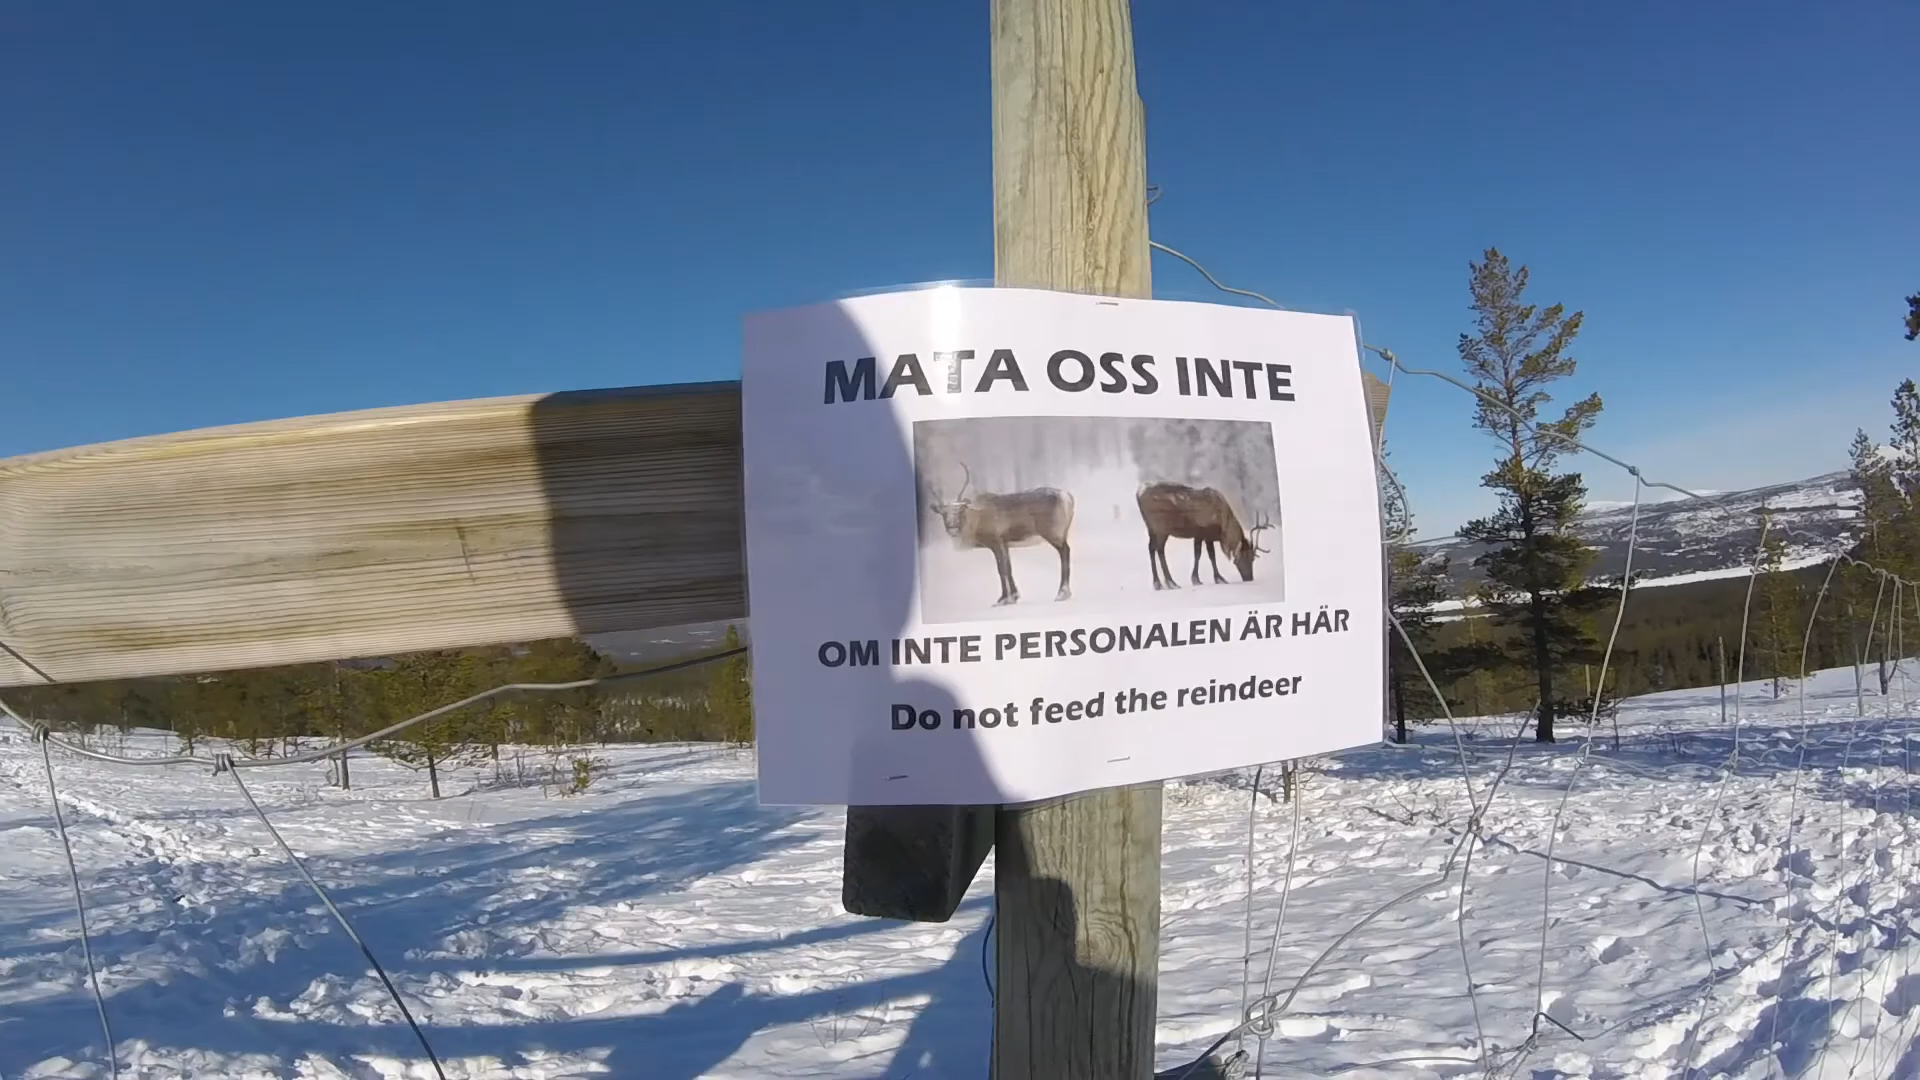 MATA OSS INTE
OM INTE PERSONALEN ÄR HÄR
Do not feed the reindeer